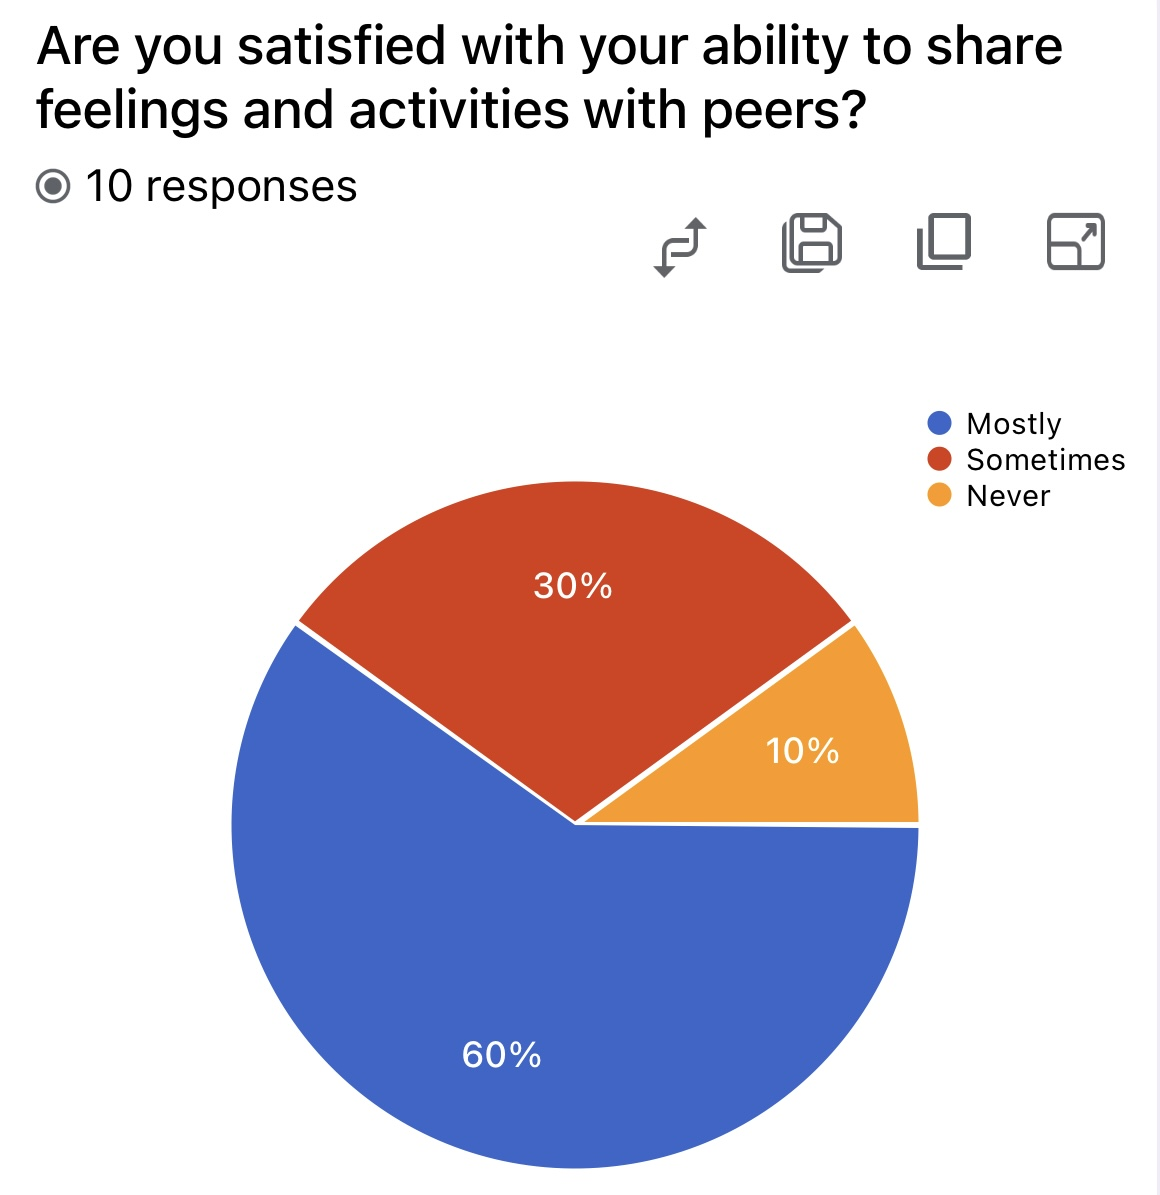 Are you satisfied with your ability to share
feelings and activities with peers?
10 responses
Mostly
Sometimes
Never
30%
10%
60%